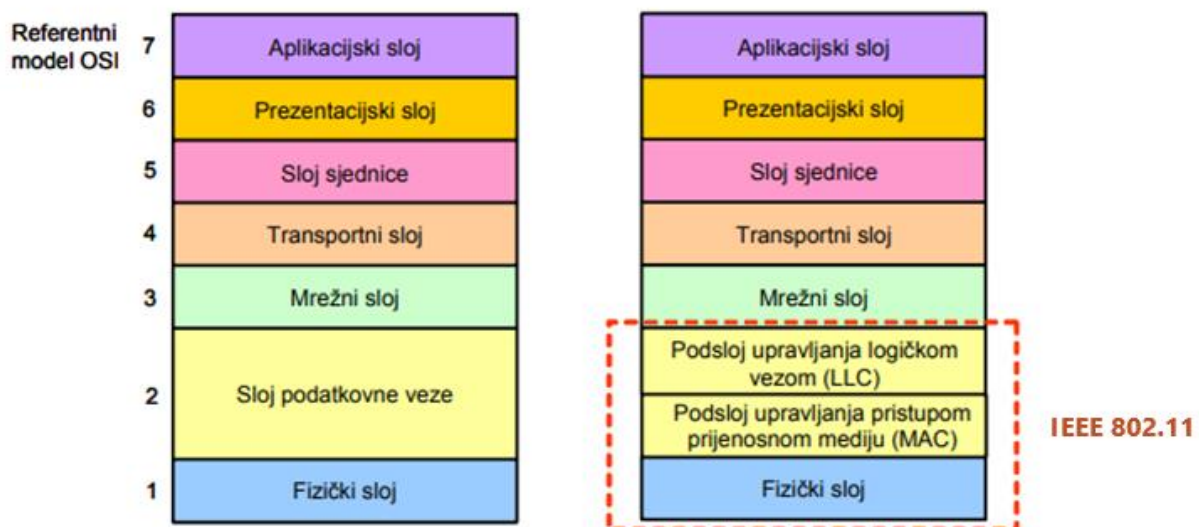 Referentni
model OSI
7
Aplikacijski sloj
Aplikacijski sloj
6
Prezentacijski sloj
Prezentacijski sloj
5
Sloj sjednice
Sloj sjednice
4
Transportni sloj
Transportni sloj
3
Mrežni sloj
Mrežni sloj
2
Sloj podatkovne veze
Podsloj upravljanja logičkom
vezom (LLC)
Podsloj upravljanja pristupom
prijenosnom mediju (MAC)
IEEE 802.11
1
Fizički sloj
Fizički sloj